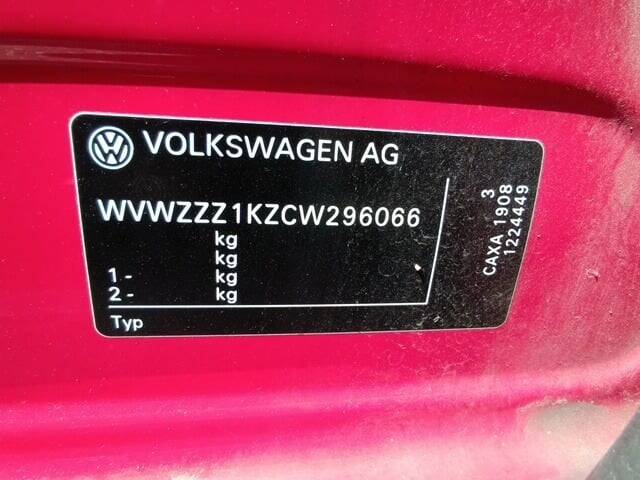 VOLKSWAGEN AG
WVWZZZ1KZCW296066
kg
kg
1- kg
2- kg
Typ
3
CAXA 1908
1224449